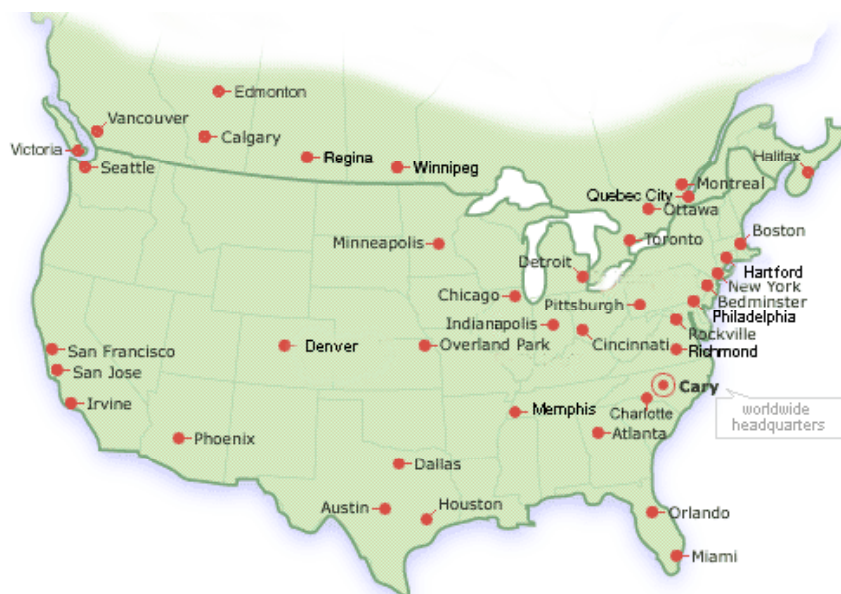 Edmonton
Vancouver
Calgary
Victoria
Regina
Winnipeg
Halifax
Seattle
Montreal
Quebec City
Ottawa
Boston
Minneapolis
Toronto
Detroit
Hartford
New York
Chicago
Pittsburgh
Bedminster
Philadelphia
Indianapolis
Rockville
San Francisco
Denver
Overland Park
Cincinnati
Richmond
San Jose
Cary
Irvine
Memphis
Charlotte
worldwide
headquarters
Phoenix
Atlanta
Dallas
Austin
Houston
Orlando
Miami